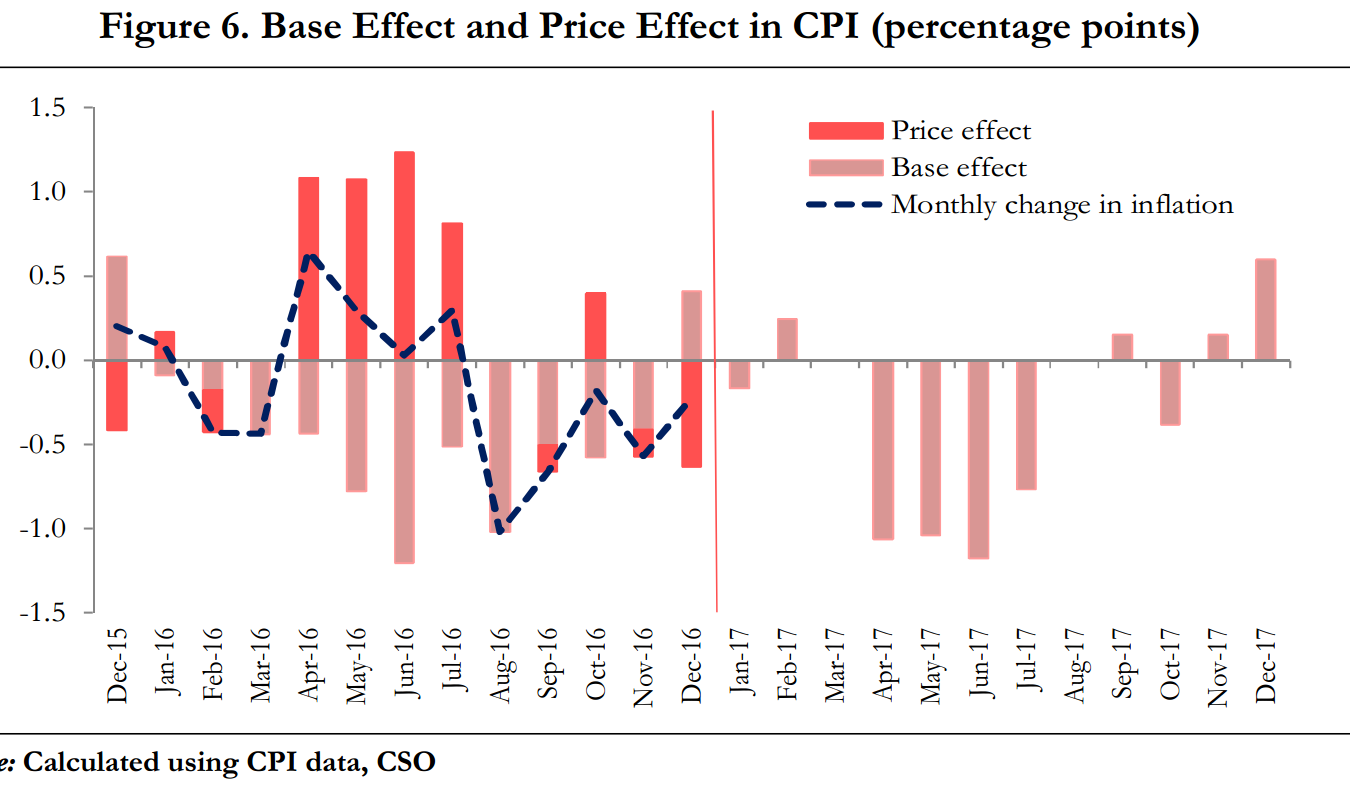 Figure 6. Base Effect and Price Effect in CPI (percentage points)
1.5
1.0
0.5
0.0
-0.5
-1.0
-1.5
Price effect
Base effect
Monthly change in inflation
Dec-15
Jan-16
Feb-16
Mar-16
Apr-16
May-16
Jun-16
Jul-16
Aug-16
Sep-16
Oct-16
Nov-16
Dec-16
Jan-17
Feb-17
Mar-17
Apr-17
May-17
Jun-17
Jul-17
Aug-17
Sep-17
Oct-17
Nov-17
Dec-17
e: Calculated using CPI data, CSO